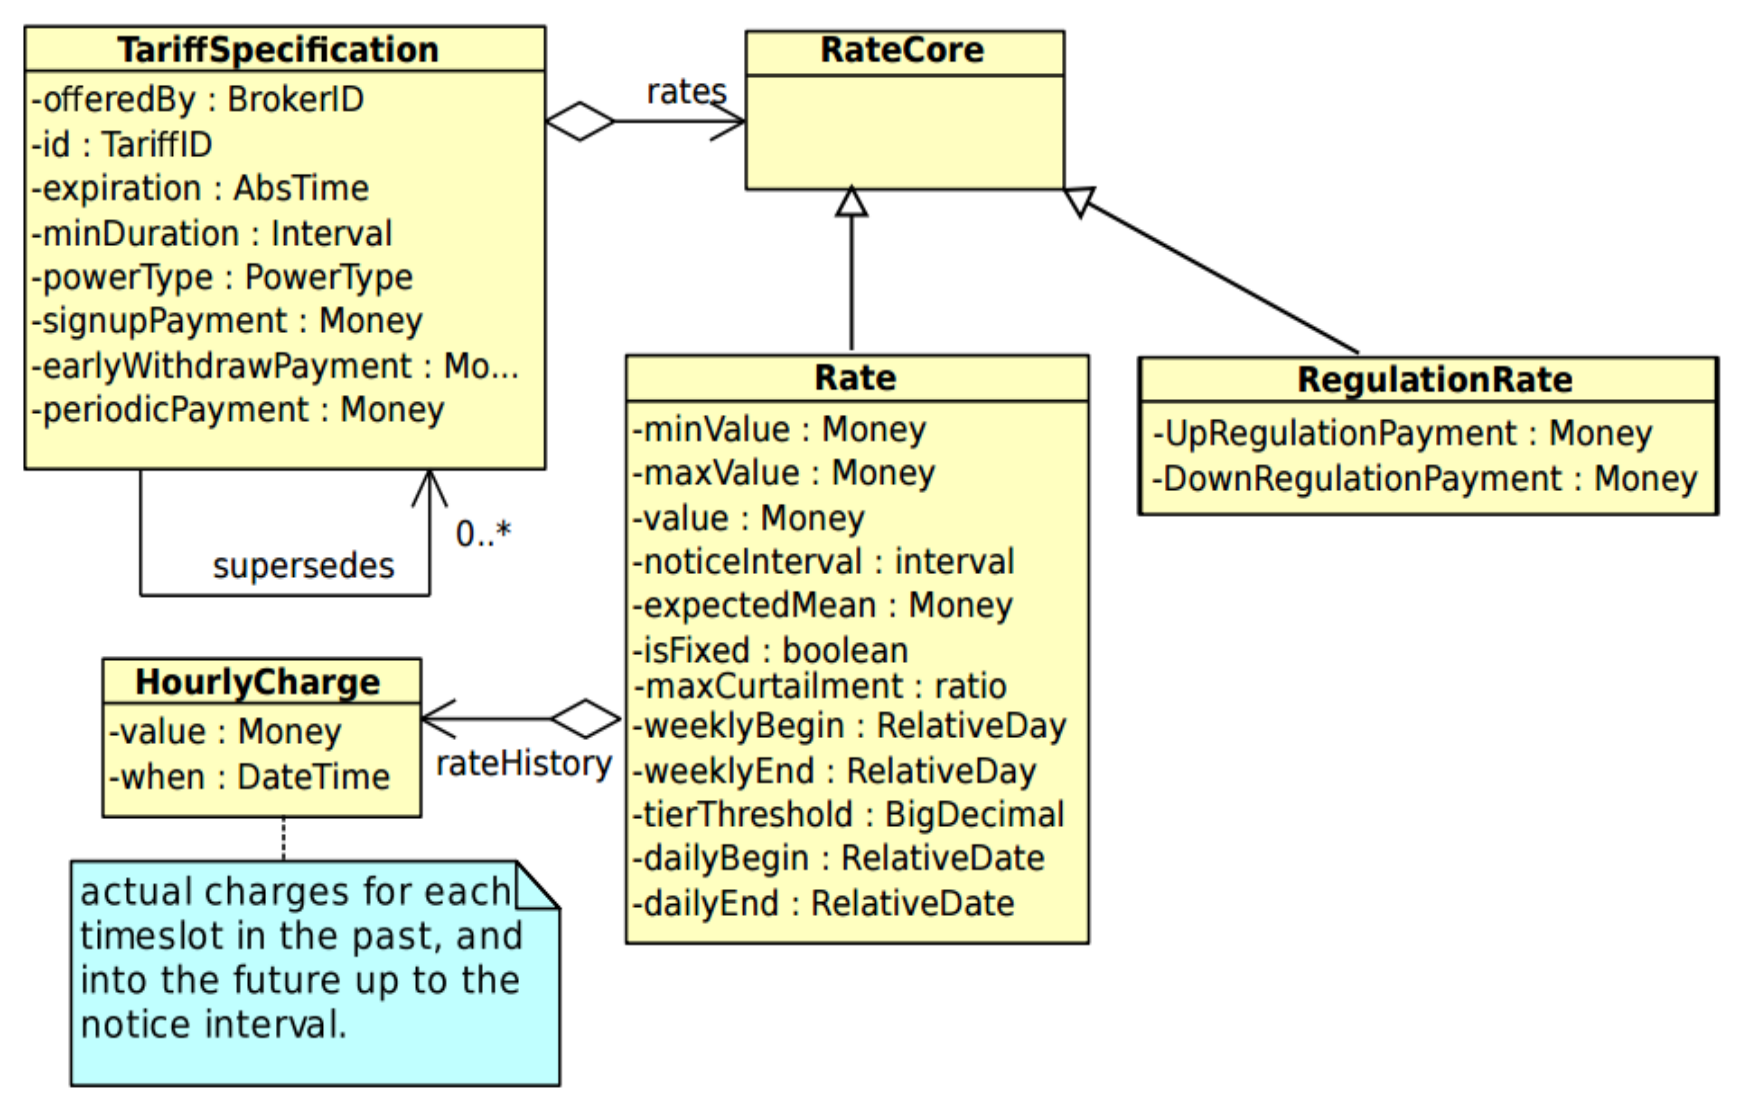 TariffSpecification
-offeredBy : BrokerID
-id : TariffID
-expiration : AbsTime
-minDuration : Interval
-powerType : PowerType
-signupPayment : Money
-earlyWithdrawPayment : Mo...
-periodicPayment : Money
rates
RateCore
0..*
supersedes
Rate
-minValue : Money
-maxValue : Money
-value : Money
-noticeInterval : interval
-expectedMean : Money
-isFixed : boolean
-maxCurtailment : ratio
-weeklyBegin : RelativeDay
-weeklyEnd : RelativeDay
-tierThreshold : BigDecimal
-dailyBegin : RelativeDate
-dailyEnd : RelativeDate
RegulationRate
-UpRegulationPayment : Money
-DownRegulationPayment : Money
HourlyCharge
-value : Money
-when : DateTime
rateHistory
actual charges for each
timeslot in the past, and
into the future up to the
notice interval.